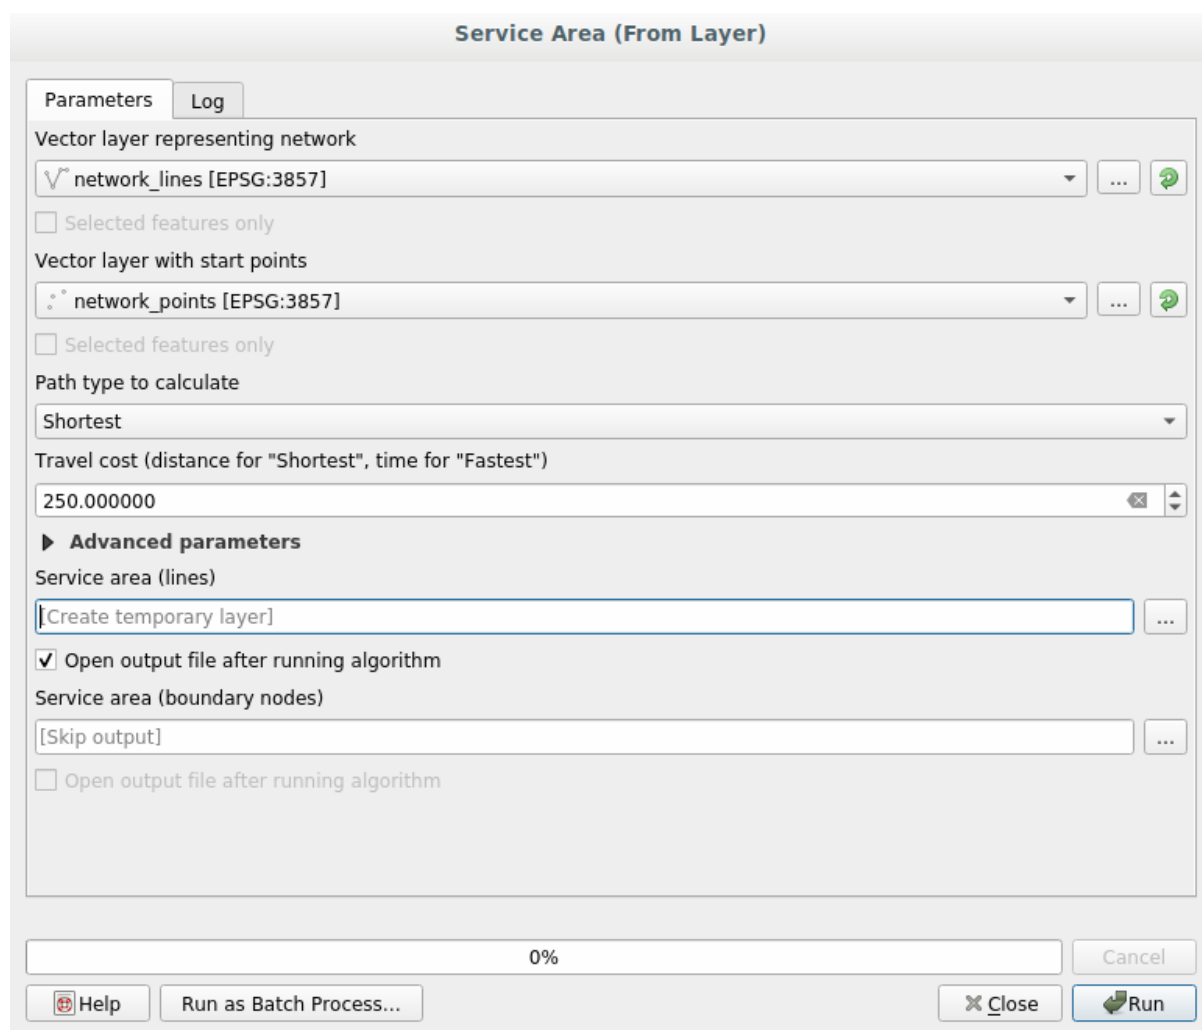 Service Area (From Layer)
Parameters Log
Vector layer representing network
network_lines [EPSG:3857] ...
Selected features only
Vector layer with start points
network_points [EPSG:3857] ...
Selected features only
Path type to calculate
Shortest
Travel cost (distance for "Shortest", time for "Fastest")
250.000000
Advanced parameters
Service area (lines)
[Create temporary layer] ...
Open output file after running algorithm
Service area (boundary nodes)
[Skip output] ...
Open output file after running algorithm
0% Cancel
Help Run as Batch Process... Close Run